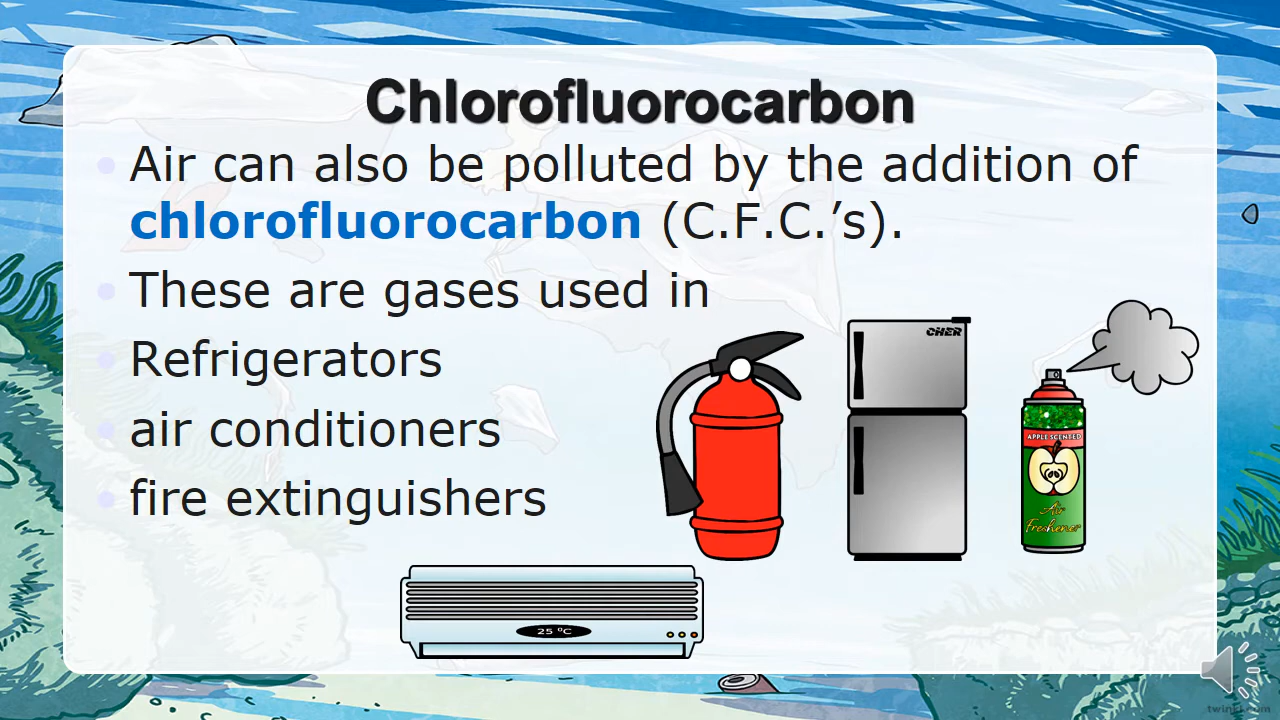 Chlorofluorocarbon
Air can also be polluted by the addition of
chlorofluorocarbon (C.F.C.’s).
These are gases used in
Refrigerators
air conditioners
fire extinguishers
CHER
APPLE SCENTED
Air
Freshener
25 ºC
twinkl.com